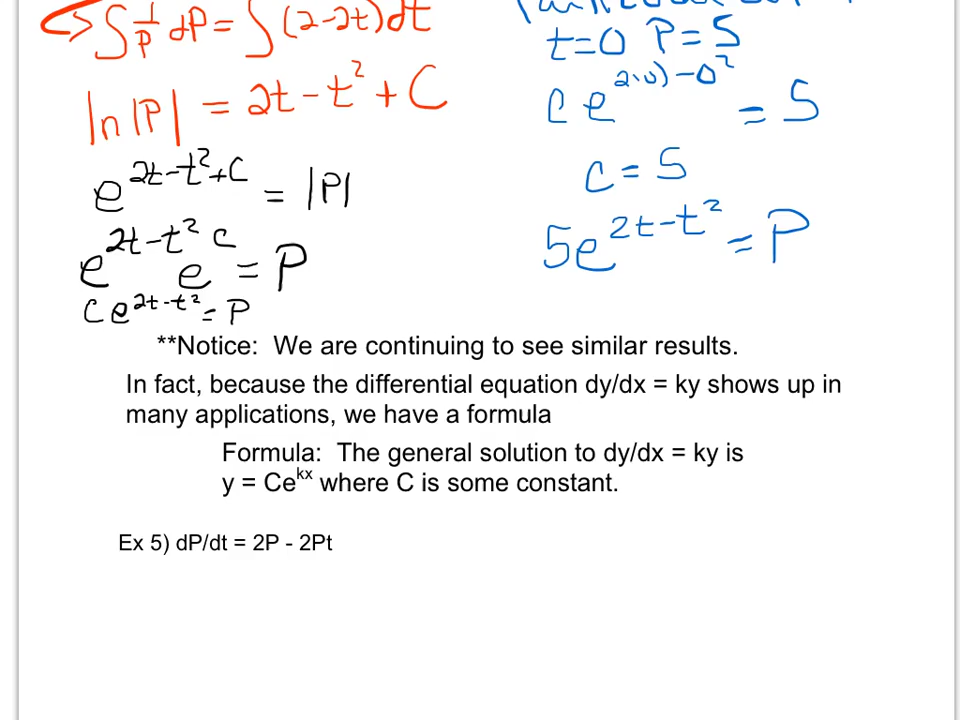 ∫ 1/P dP = ∫ (2-2t) dt
ln |P| = 2t - t² + C
e^(2t-t²+C) = |P|
e^(2t-t²) e^C = P
C e^(2t-t²) = P
t=0 P=5
C e^(2·0)-0² = 5
C = 5
5e^(2t-t²) = P
**Notice: We are continuing to see similar results.
In fact, because the differential equation dy/dx = ky shows up in
many applications, we have a formula
Formula: The general solution to dy/dx = ky is
y = Ce^kx where C is some constant.
Ex 5) dP/dt = 2P - 2Pt